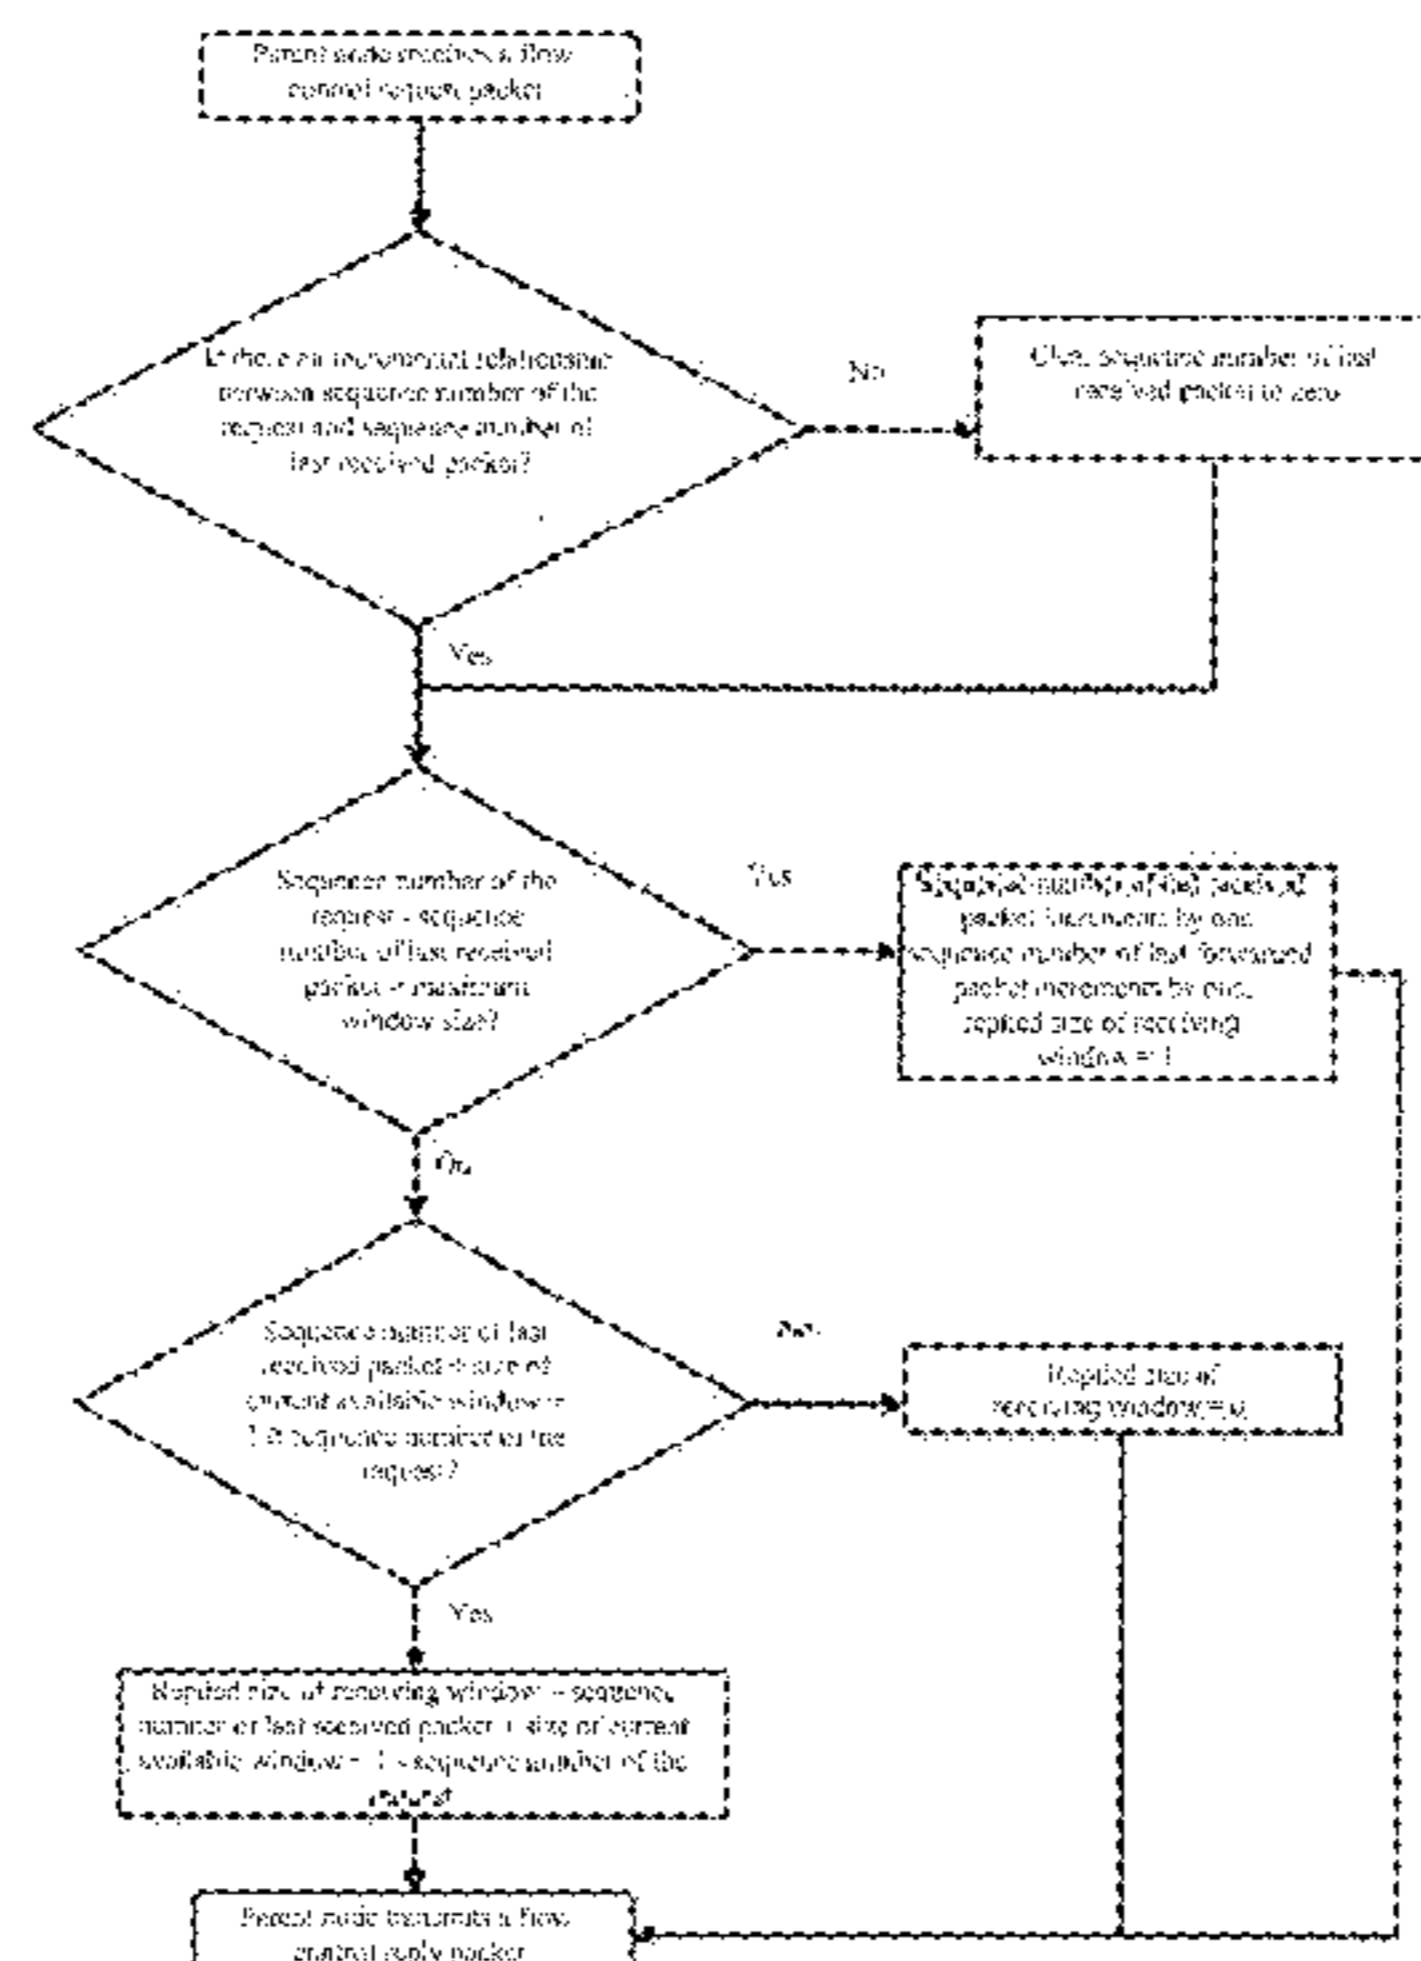 Parent node receives a flow
control request packet
If there an incremental relationship
between sequence number of the
request and sequence number of
last received packet?
No
Clear sequence number of last
received packet to zero
Yes
Sequence number of the
request - sequence
number of last received
packet maximum
window size?
Yes
Sequence number of last received
packet increments by one
sequence number of last forwarded
packet increments by one,
replied size of receiving
window = 1
Sequence number of last
received packet + size of
current available window
sequence number of the
request?
Replied size of
receiving window
Yes
Replied size of receiving window = sequence
number of last received packet + size of current
available window - 1 - sequence number of the
request
Parent node transmits a flow
control reply packet